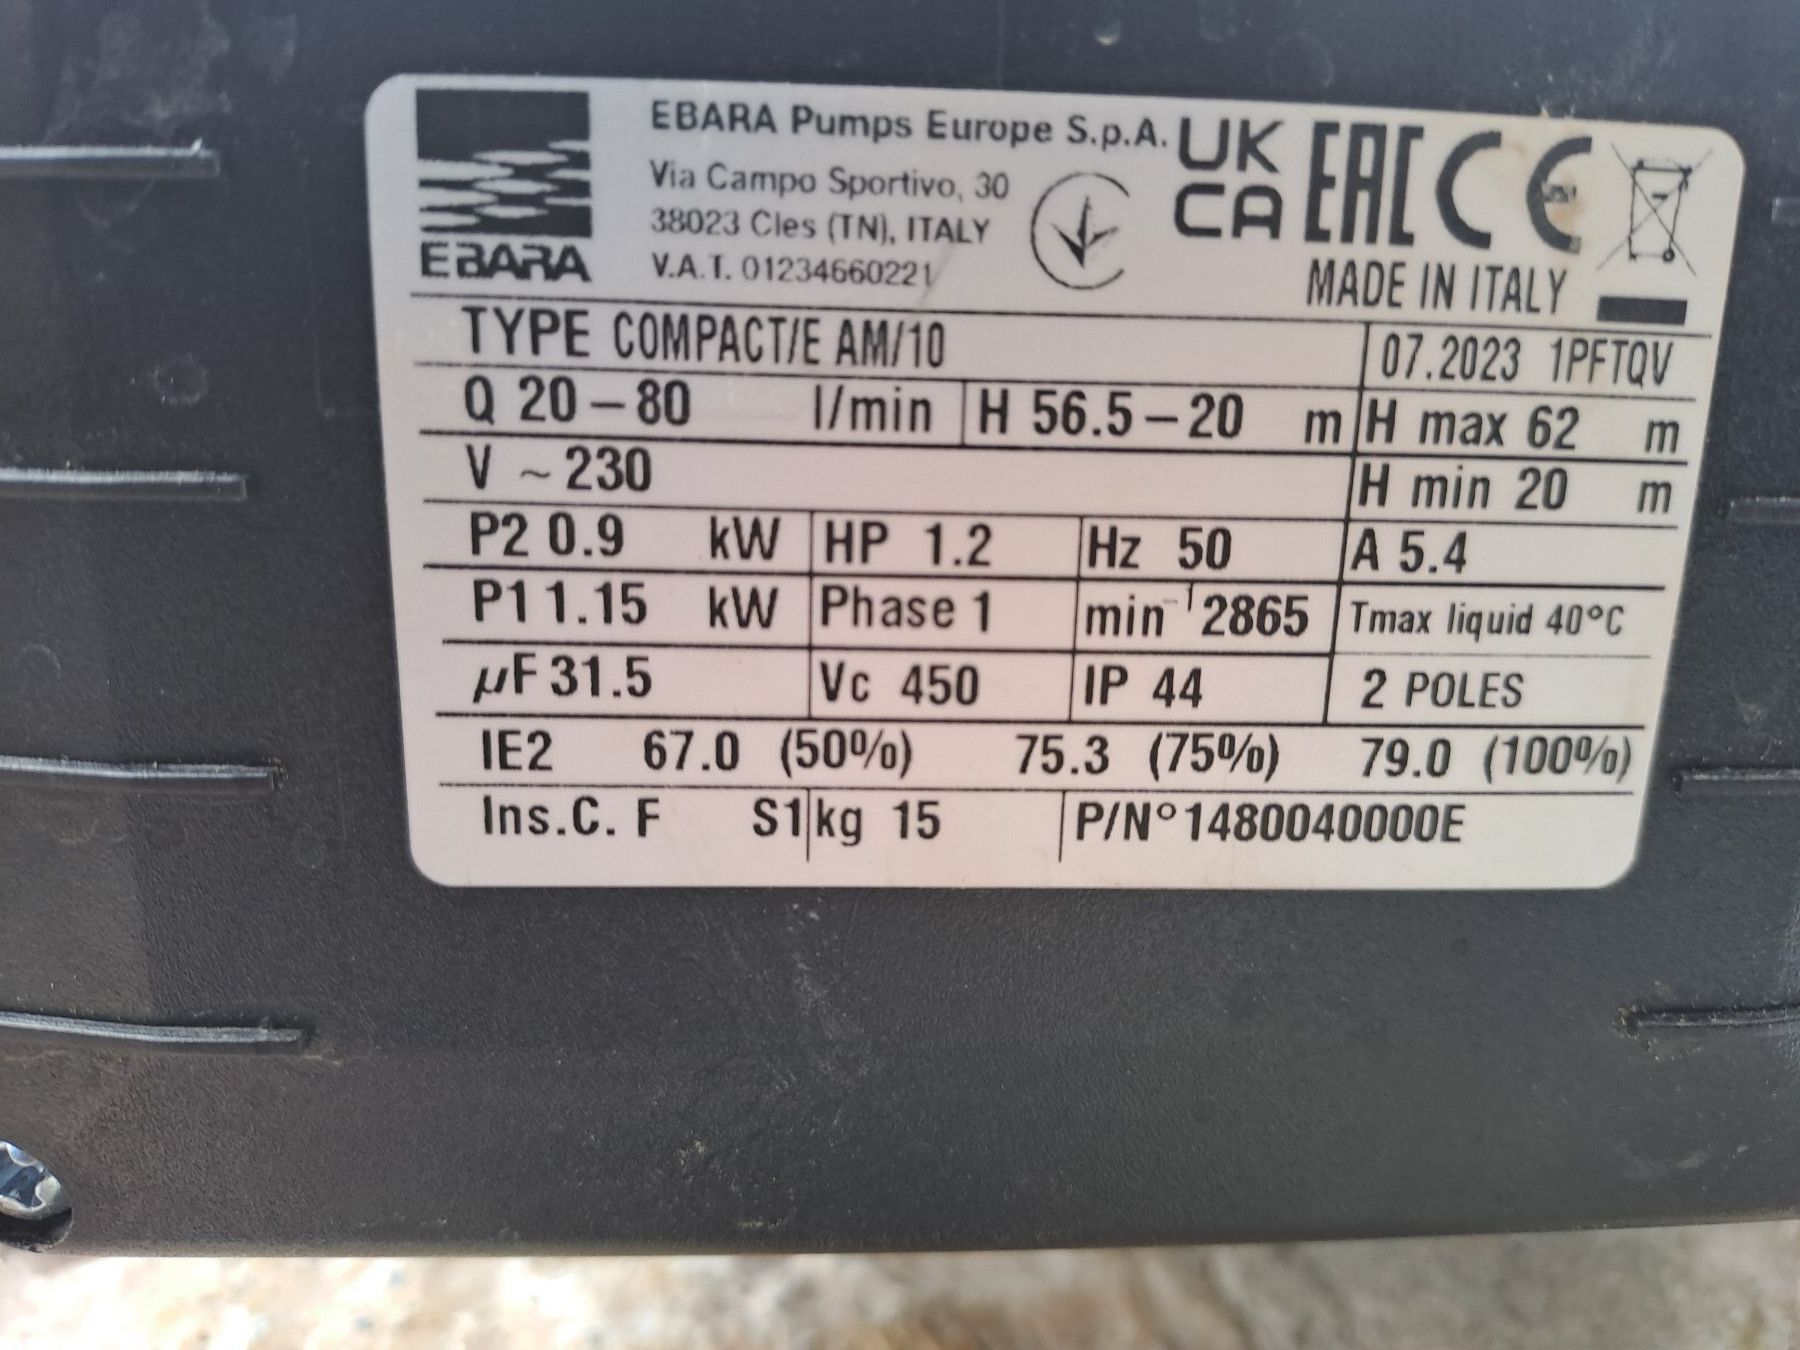 EBARA
EBARA Pumps Europe S.p.A.
Via Campo Sportivo, 30
38023 Cles (TN), ITALY
V.A.T. 01234660221
UK
CA
EAC
CE
MADE IN ITALY
TYPE COMPACT/E AM/10 07.2023 1PFTQV
Q 20 – 80 l/min H 56.5 – 20 m H max 62 m
V ~ 230 H min 20 m
P2 0.9 kW HP 1.2 Hz 50 A 5.4
P1 1.15 kW Phase 1 min⁻¹ 2865 Tmax liquid 40°C
µF 31.5 Vc 450 IP 44 2 POLES
IE2 67.0 (50%) 75.3 (75%) 79.0 (100%)
Ins.C. F S1 kg 15 P/N° 1480040000E